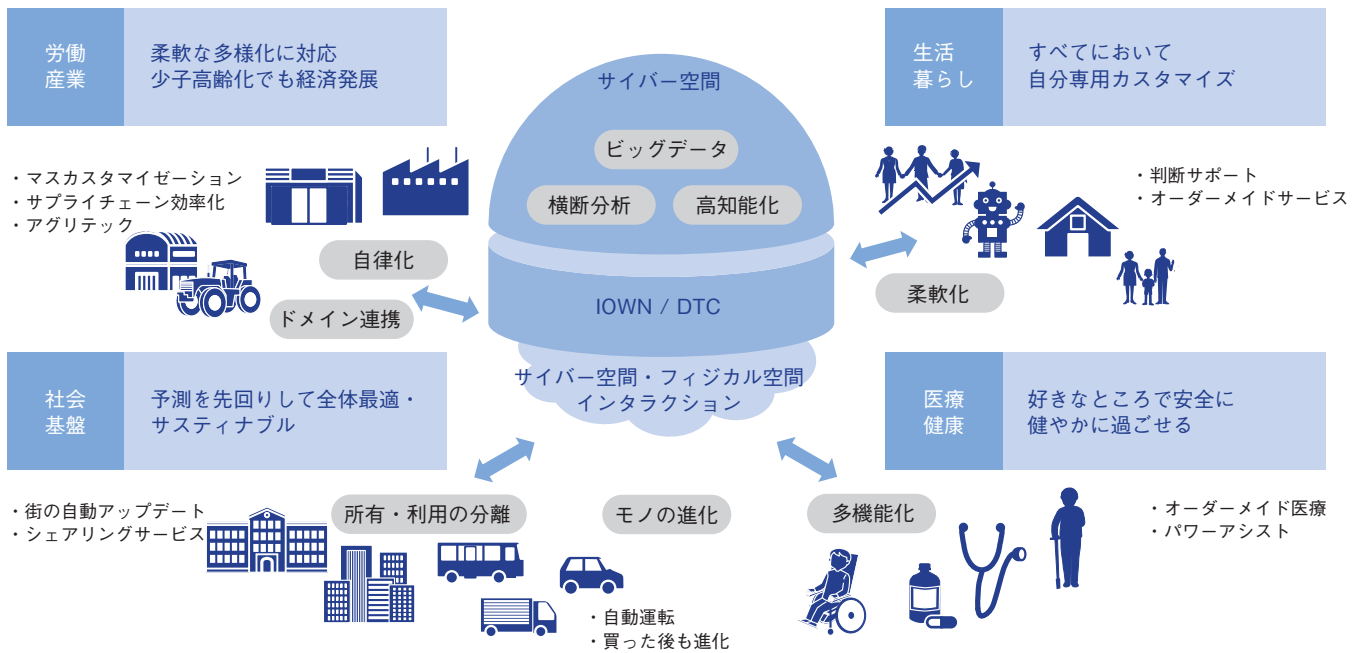 労働
産業
柔軟な多様化に対応
少子高齢化でも経済発展
・マスカスタマイゼーション
・サプライチェーン効率化
・アグリテック
自律化
ドメイン連携
サイバー空間
ビッグデータ
横断分析
高知能化
IOWN / DTC
サイバー空間・フィジカル空間
インタラクション
生活
暮らし
すべてにおいて
自分専用カスタマイズ
・判断サポート
・オーダーメイドサービス
柔軟化
社会
基盤
予測を先回りして全体最適・
サスティナブル
・街の自動アップデート
・シェアリングサービス
所有・利用の分離
モノの進化
・自動運転
・買った後も進化
医療
健康
好きなところで安全に
健やかに過ごせる
多機能化
・オーダーメイド医療
・パワーアシスト